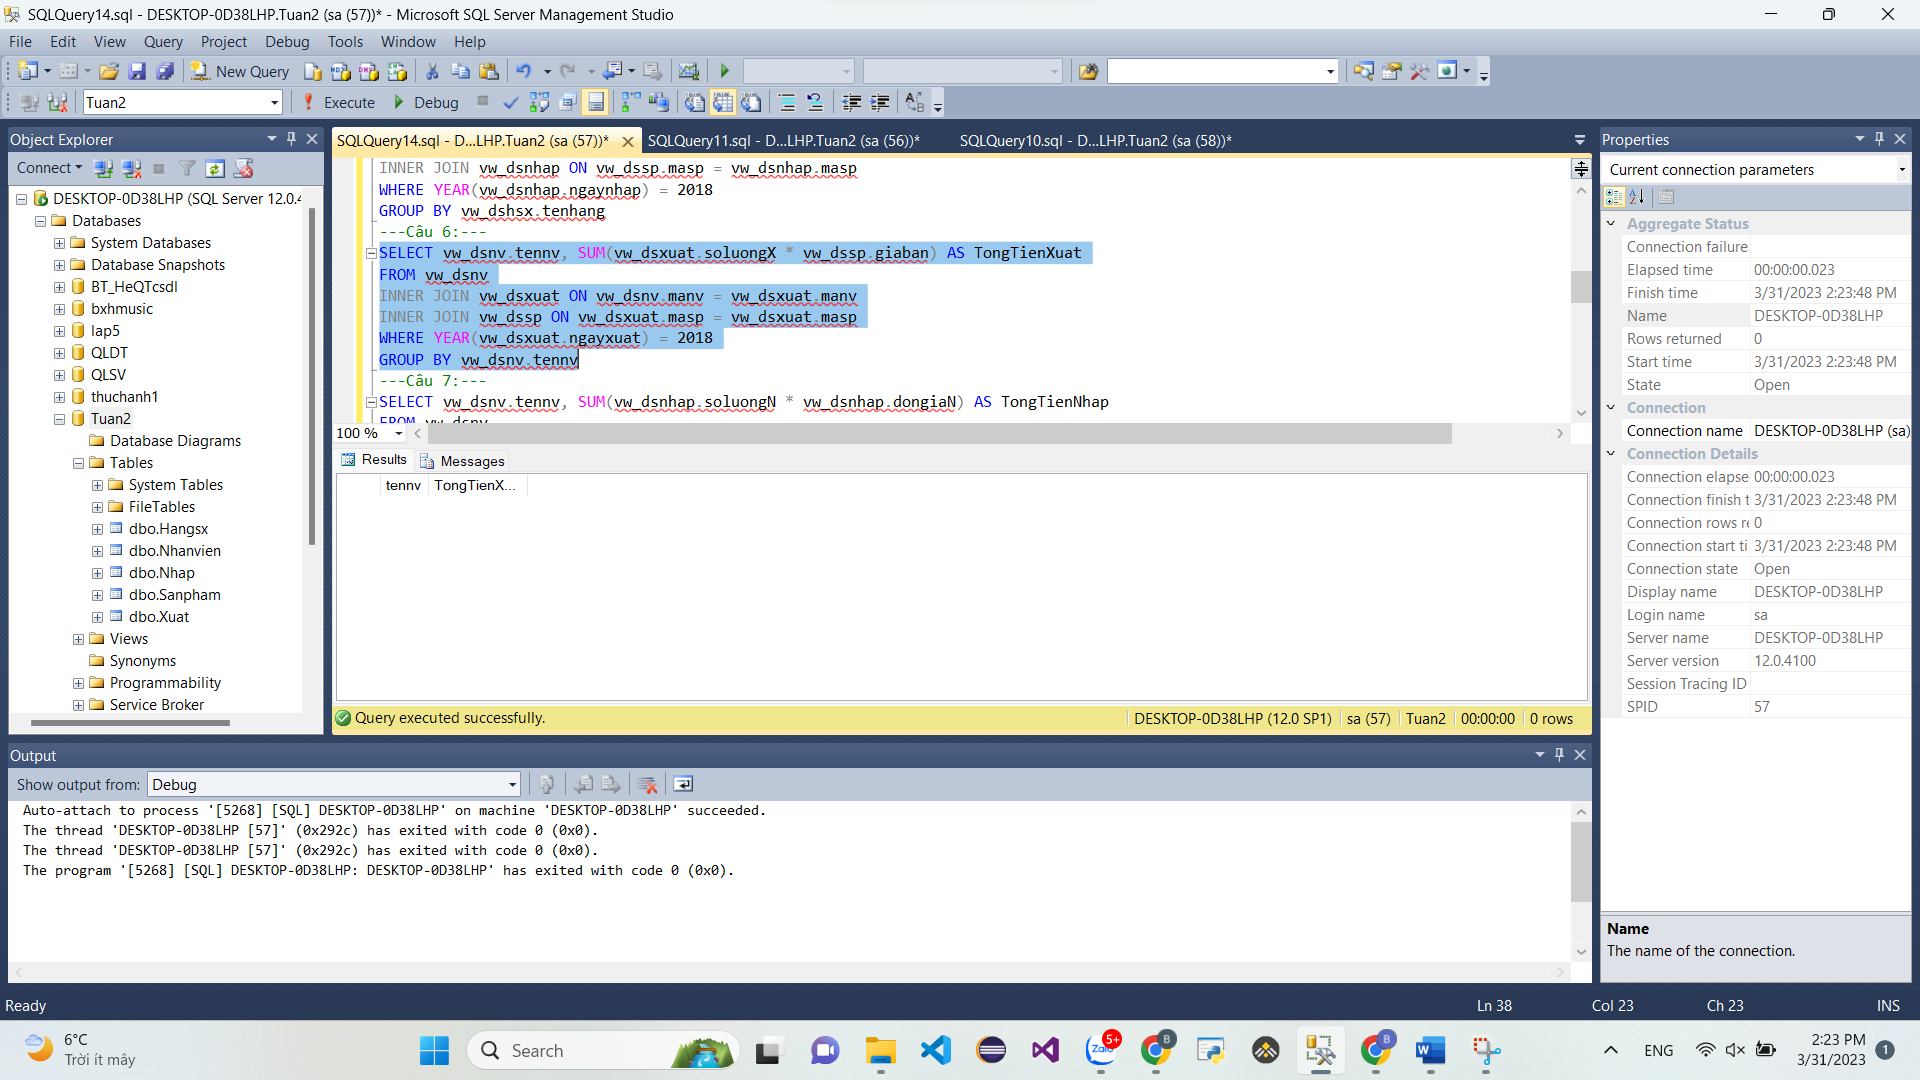 SQLQuery14.sql - DESKTOP-0D38LHP.Tuan2 (sa (57))* - Microsoft SQL Server Management Studio
File Edit View Query Project Debug Tools Window Help
New Query
Tuan2 Execute Debug
Object Explorer
Connect
DESKTOP-0D38LHP (SQL Server 12.0.4
Databases
System Databases
Database Snapshots
BT_HeQTcsdl
bxhmusic
lap5
QLDT
QLSV
thuchanh1
Tuan2
Database Diagrams
Tables
System Tables
FileTables
dbo.Hangsx
dbo.Nhanvien
dbo.Nhap
dbo.Sanpham
dbo.Xuat
Views
Synonyms
Programmability
Service Broker
SQLQuery14.sql - D...LHP.Tuan2 (sa (57))* SQLQuery11.sql - D...LHP.Tuan2 (sa (56))* SQLQuery10.sql - D...LHP.Tuan2 (sa (58))*
INNER JOIN vw_dsnhap ON vw_dssp.masp = vw_dsnhap.masp
WHERE YEAR(vw_dsnhap.ngaynhap) = 2018
GROUP BY vw_dshsx.tenhang
---Câu 6:---
SELECT vw_dsnv.tennv, SUM(vw_dsxuat.soluongX * vw_dssp.giaban) AS TongTienXuat
FROM vw_dsnv
INNER JOIN vw_dsxuat ON vw_dsnv.manv = vw_dsxuat.manv
INNER JOIN vw_dssp ON vw_dsxuat.masp = vw_dsxuat.masp
WHERE YEAR(vw_dsxuat.ngayxuat) = 2018
GROUP BY vw_dsnv.tennv
---Câu 7:---
SELECT vw_dsnv.tennv, SUM(vw_dsnhap.soluongN * vw_dsnhap.dongiaN) AS TongTienNhap
FROM vw_dsnv
100 %
Results Messages
tennv TongTienX...
Query executed successfully. DESKTOP-0D38LHP (12.0 SP1) sa (57) Tuan2 00:00:00 0 rows
Properties
Current connection parameters
Aggregate Status
Connection failure
Elapsed time 00:00:00.023
Finish time 3/31/2023 2:23:48 PM
Name DESKTOP-0D38LHP
Rows returned 0
Start time 3/31/2023 2:23:48 PM
State Open
Connection
Connection name DESKTOP-0D38LHP (sa)
Connection Details
Connection elapse 00:00:00.023
Connection finish t 3/31/2023 2:23:48 PM
Connection rows re 0
Connection start ti 3/31/2023 2:23:48 PM
Connection state Open
Display name DESKTOP-0D38LHP
Login name sa
Server name DESKTOP-0D38LHP
Server version 12.0.4100
Session Tracing ID
SPID 57
Name
The name of the connection.
Output
Show output from: Debug
Auto-attach to process '[5268] [SQL] DESKTOP-0D38LHP' on machine 'DESKTOP-0D38LHP' succeeded.
The thread 'DESKTOP-0D38LHP [57]' (0x292c) has exited with code 0 (0x0).
The thread 'DESKTOP-0D38LHP [57]' (0x292c) has exited with code 0 (0x0).
The program '[5268] [SQL] DESKTOP-0D38LHP: DESKTOP-0D38LHP' has exited with code 0 (0x0).
Ready Ln 38 Col 23 Ch 23 INS
6°C
Trời ít mây
Search
Zalo 5+
B
B
ENG
2:23 PM
3/31/2023
1